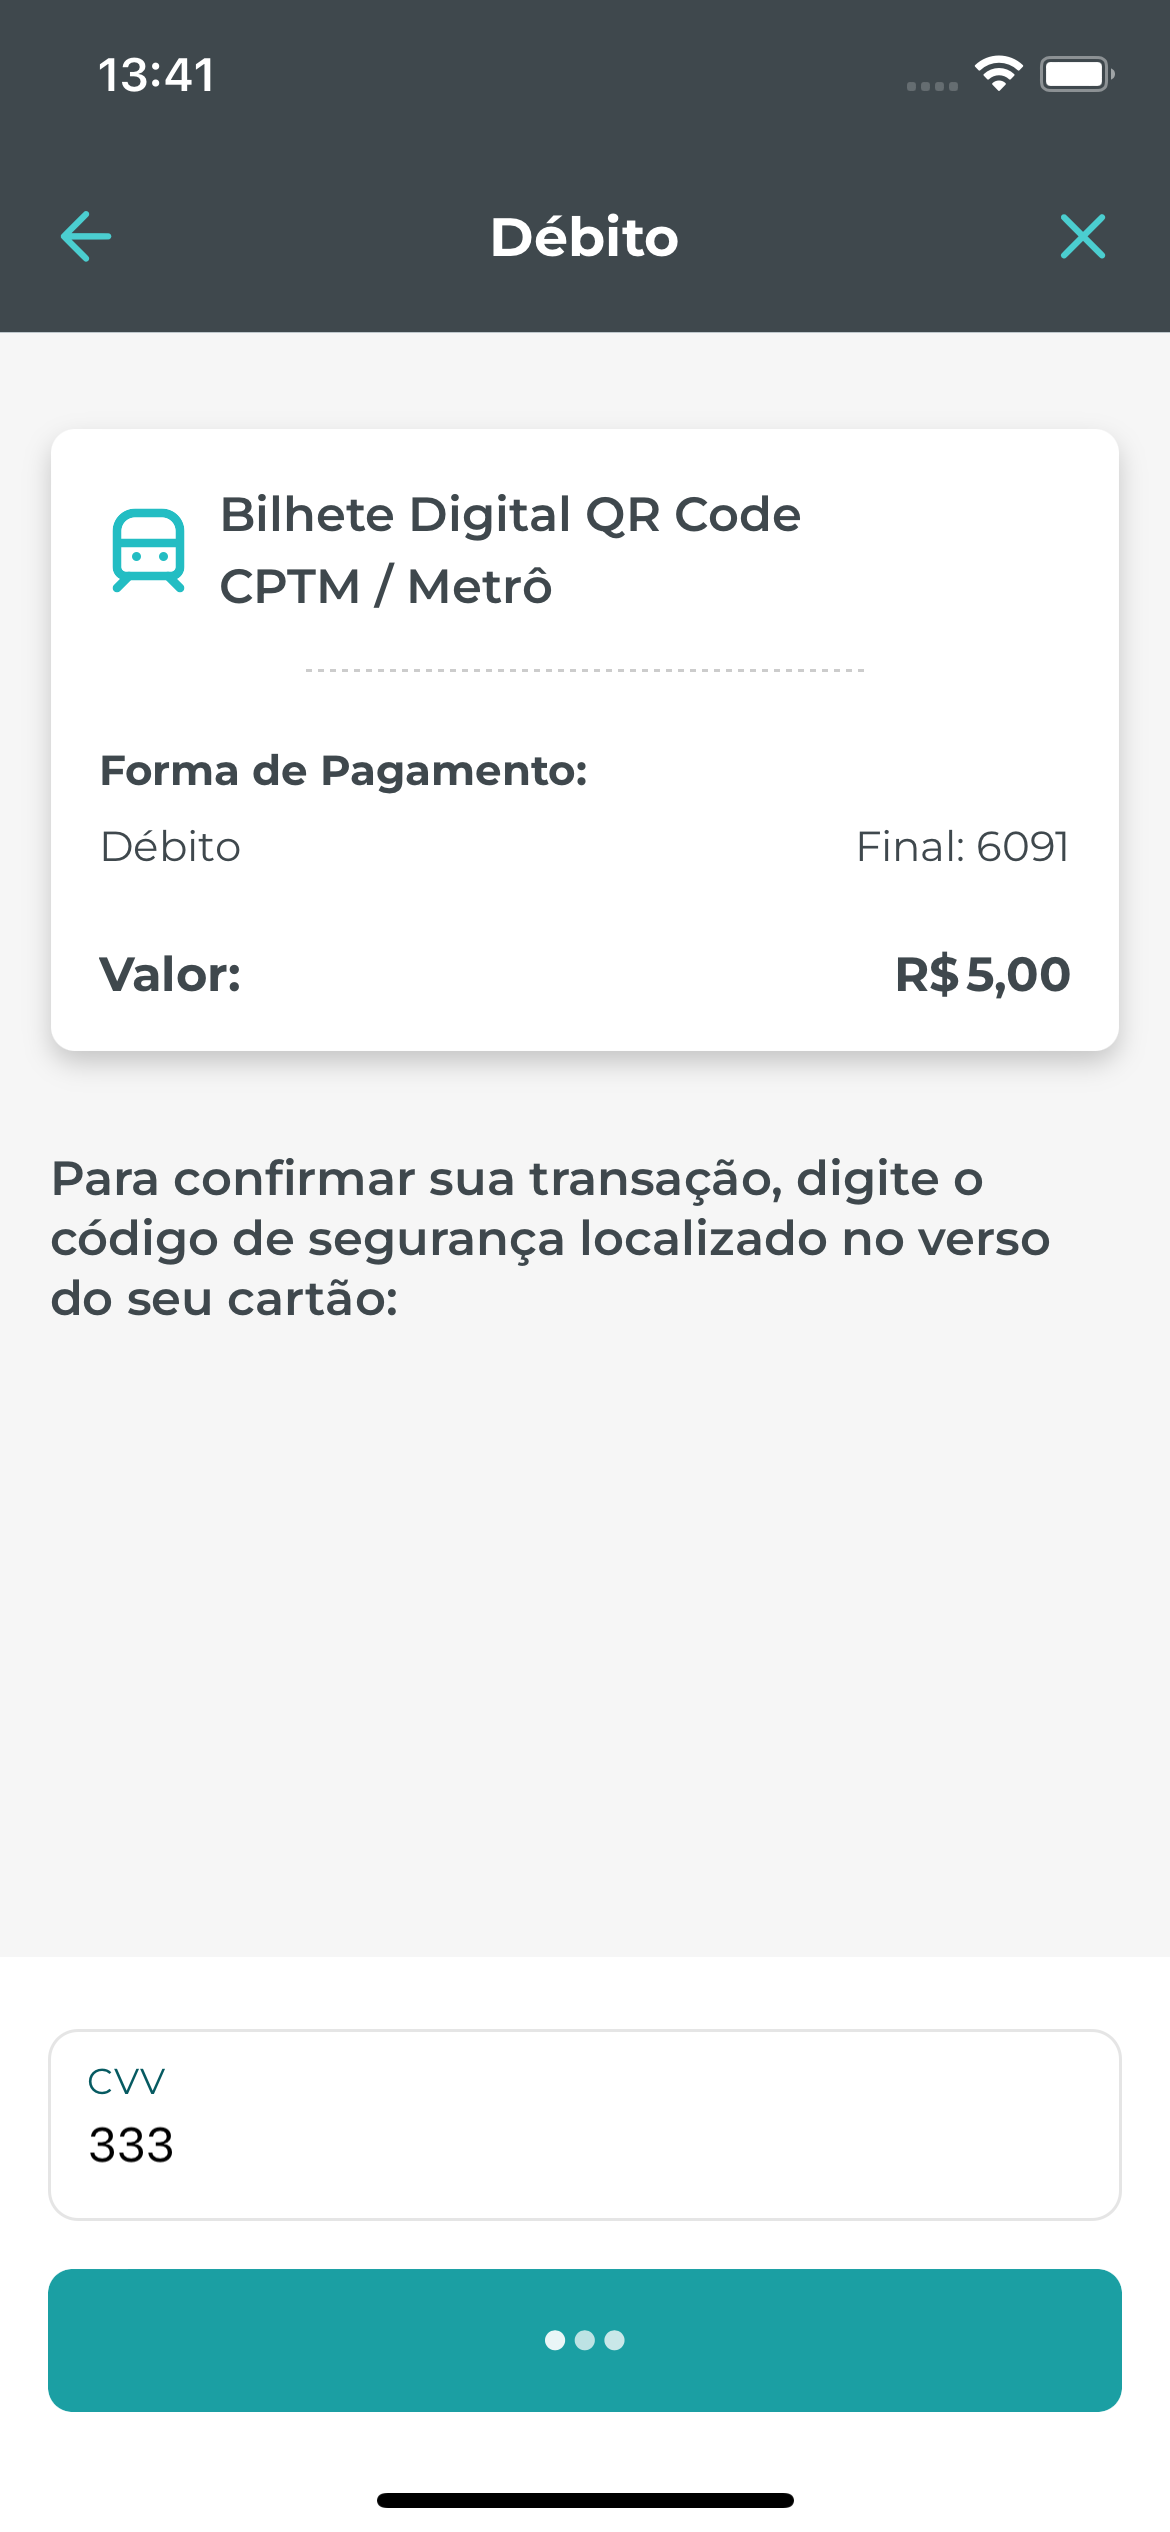 13:41
Débito
Bilhete Digital QR Code
CPTM / Metrô
Forma de Pagamento:
Débito Final: 6091
Valor: R$ 5,00
Para confirmar sua transação, digite o
código de segurança localizado no verso
do seu cartão:
CVV
333